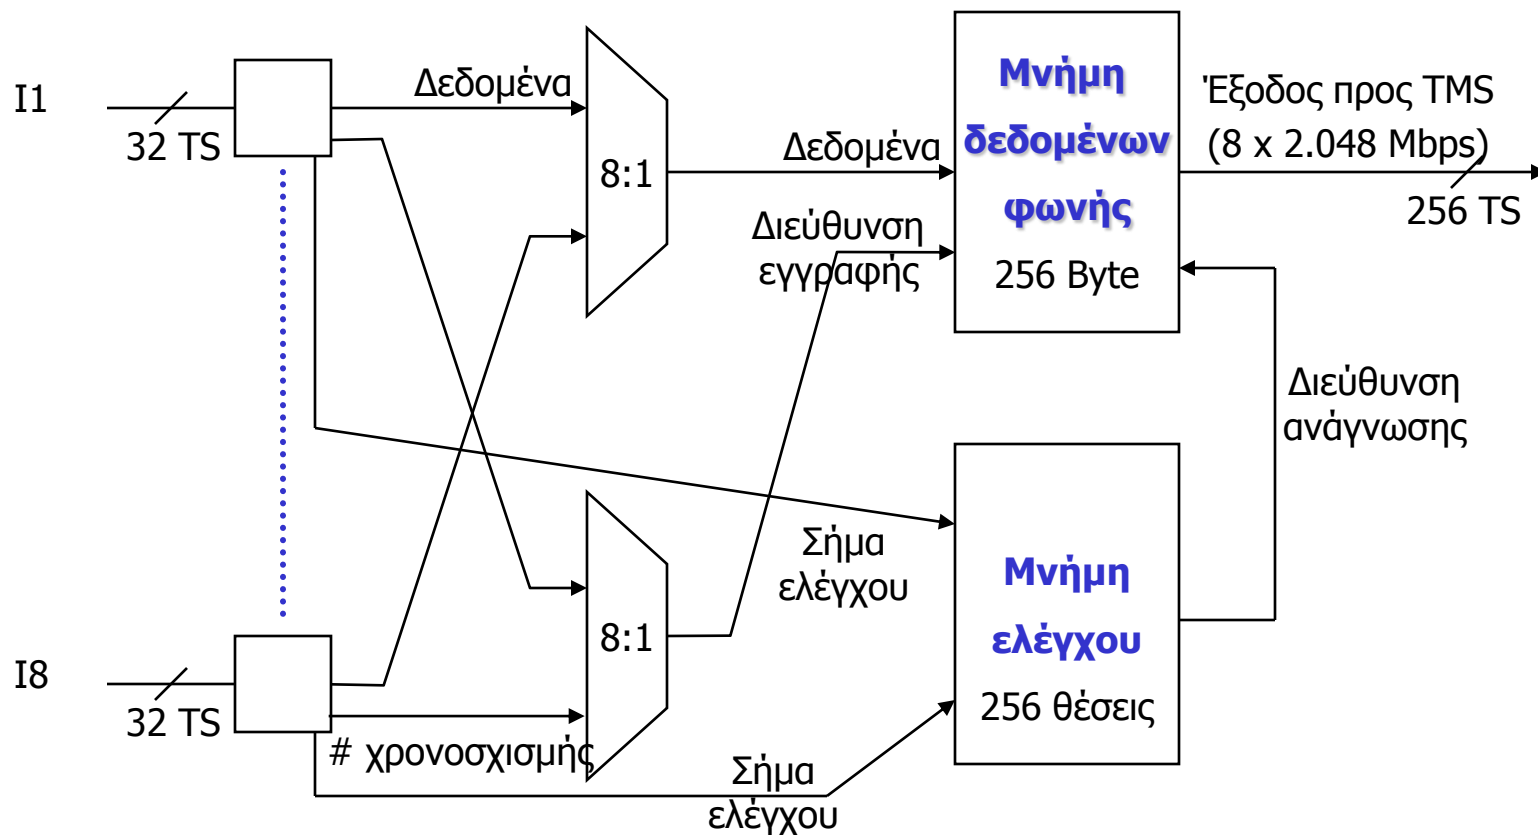 I1
32 TS
Δεδομένα
8:1
Δεδομένα
Διεύθυνση
εγγραφής
Μνήμη
δεδομένων
φωνής
256 Byte
Έξοδος προς TMS
(8 x 2.048 Mbps)
256 TS
Διεύθυνση
ανάγνωσης
I8
32 TS
# χρονοσχισμής
8:1
Σήμα
ελέγχου
Σήμα
ελέγχου
Μνήμη
ελέγχου
256 θέσεις